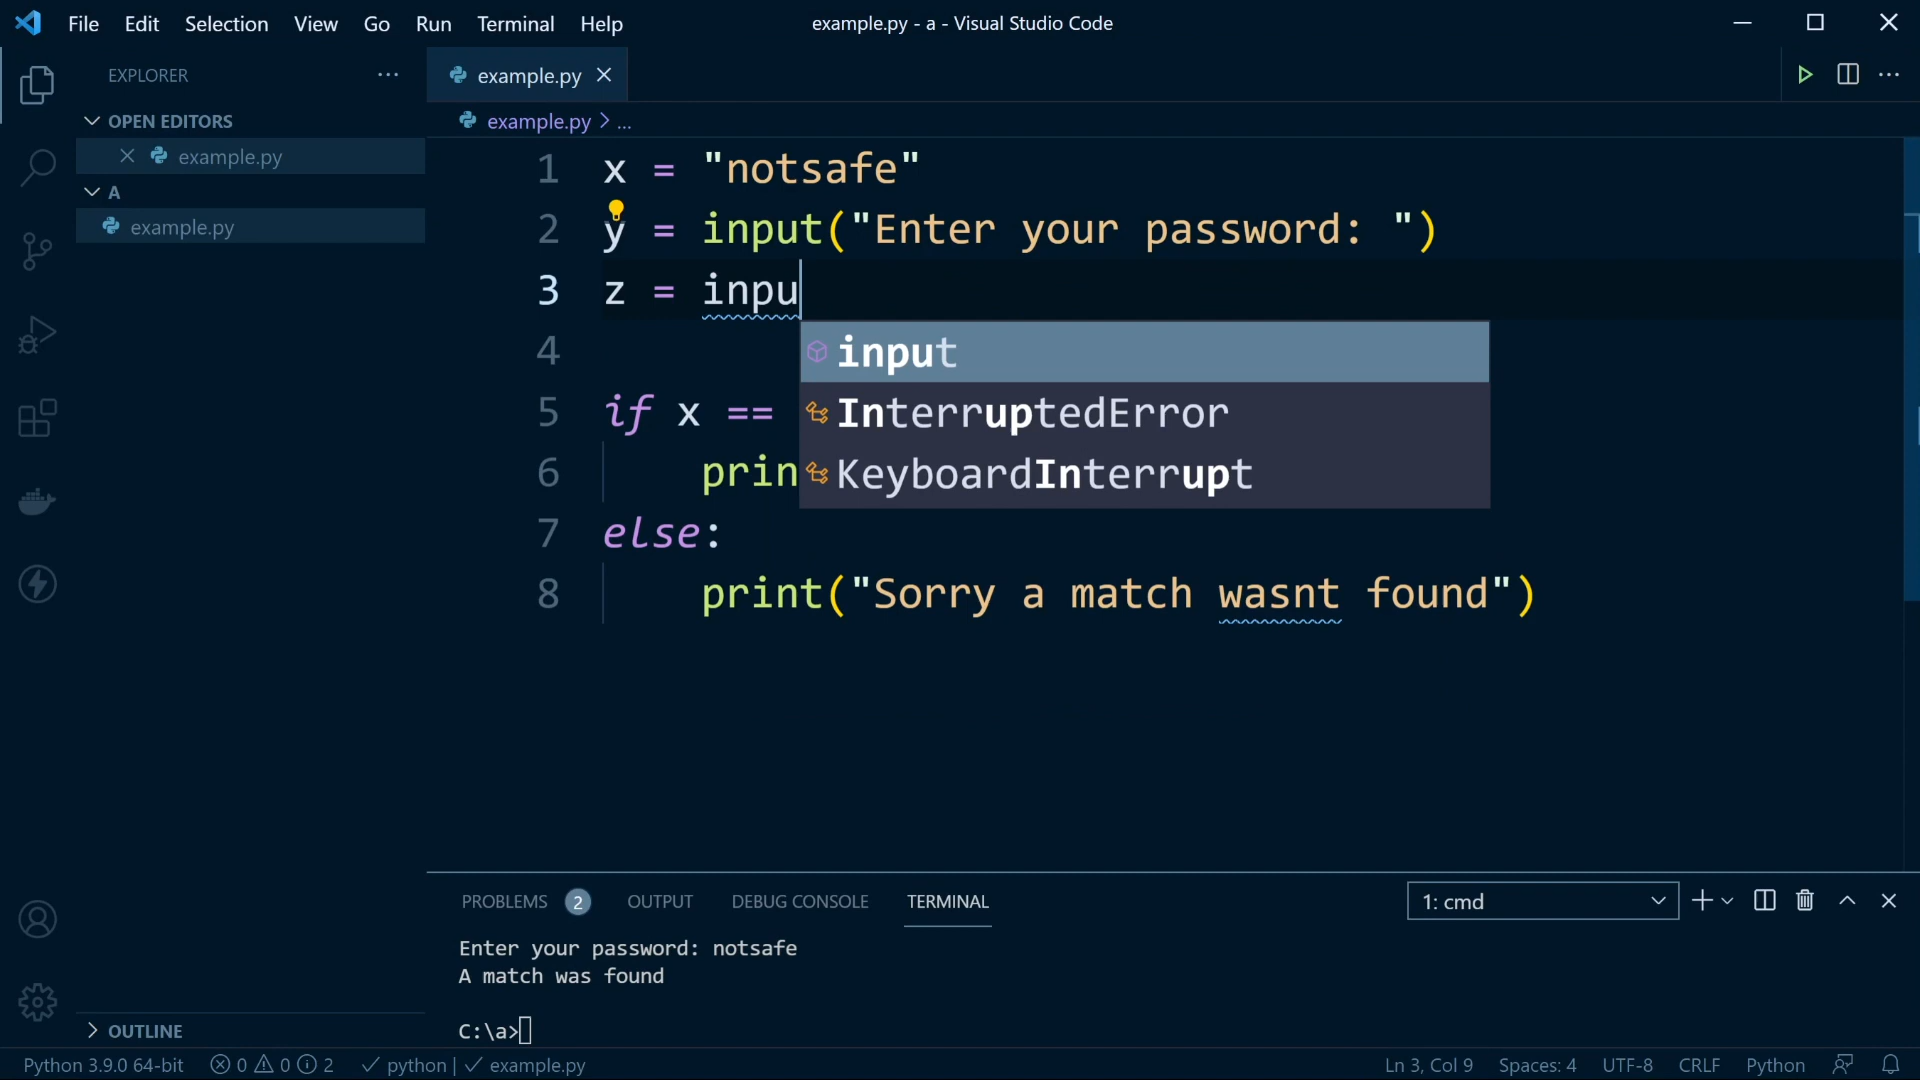 File Edit Selection View Go Run Terminal Help example.py - a - Visual Studio Code
EXPLORER
OPEN EDITORS
example.py
A
example.py
OUTLINE
example.py
example.py > ...
1 x = "notsafe"
2 y = input("Enter your password: ")
3 z = inpu
input
4
InterruptedError
5 if x ==
KeyboardInterrupt
6 prin
7 else:
8 print("Sorry a match wasnt found")
PROBLEMS 2 OUTPUT DEBUG CONSOLE TERMINAL 1: cmd
Enter your password: notsafe
A match was found
C:\a>
Python 3.9.0 64-bit 0 0 2 python | example.py Ln 3, Col 9 Spaces: 4 UTF-8 CRLF Python